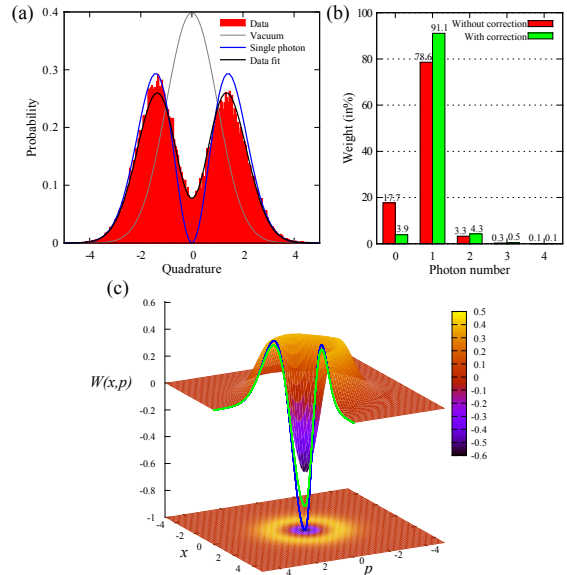 (a)
Data
Vacuum
Single photon
Data fit
0.4
0.3
0.2
0.1
0
Probability
-4 -2 0 2 4
Quadrature
(b)
Without correction
With correction
100
80
60
40
20
0
Weight (in%)
17.7
3.9
78.6
91.1
3.3
4.3
0.3
0.5
0.1
0.1
0 1 2 3 4
Photon number
(c)
0.6
0.4
0.2
0
-0.2
-0.4
-0.6
-0.8
-1
W(x,p)
0.5
0.4
0.3
0.2
0.1
0
-0.1
-0.2
-0.3
-0.4
-0.5
-0.6
-4 -2 0 2 4
x
4 2 0 -2 -4
p